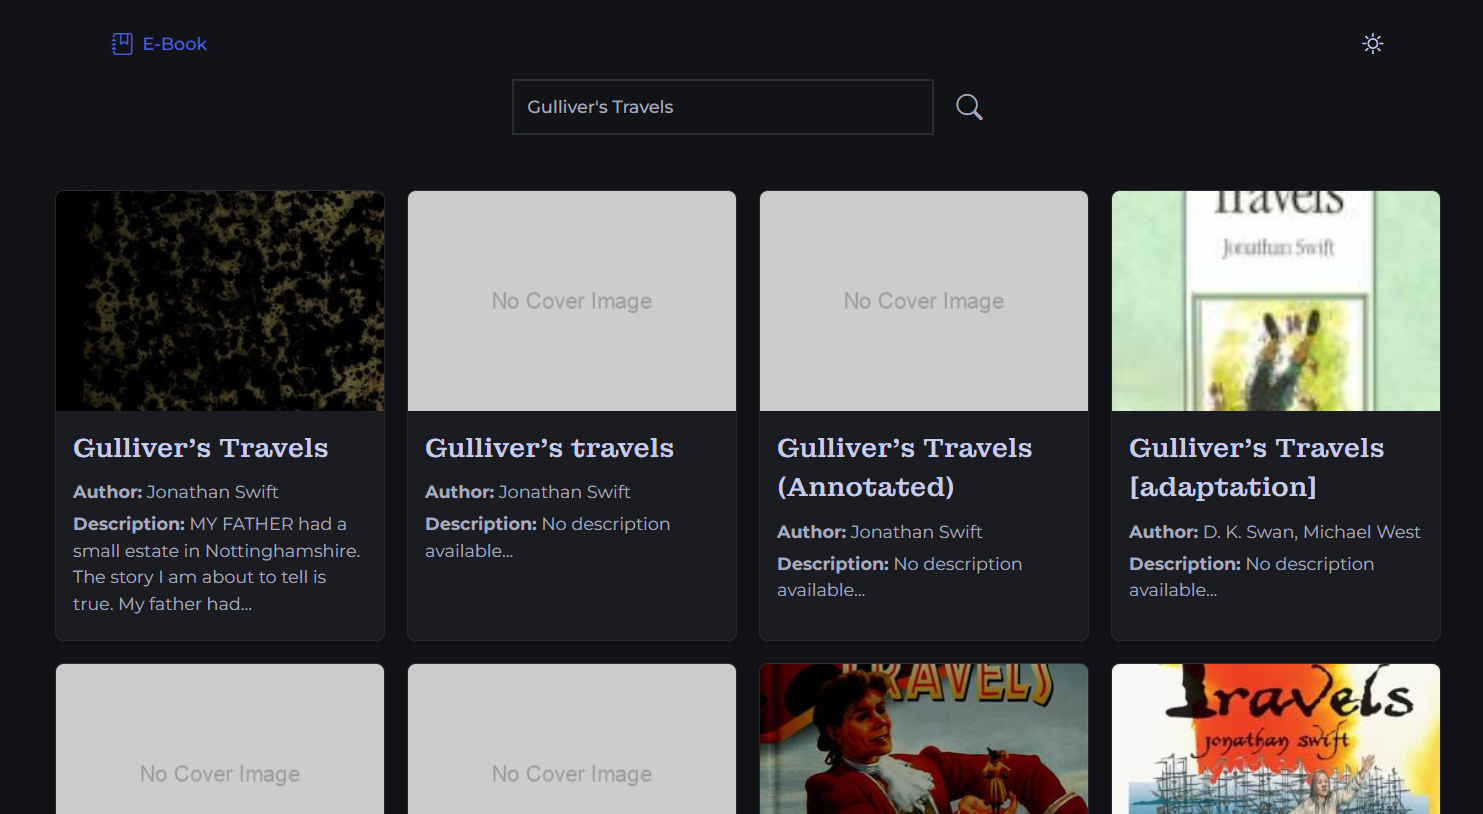 E-Book
Gulliver's Travels
No Cover Image
No Cover Image
Travels
Jonathan Swift
Gulliver’s Travels
Author: Jonathan Swift
Description: MY FATHER had a
small estate in Nottinghamshire.
The story I am about to tell is
true. My father had...
Gulliver’s travels
Author: Jonathan Swift
Description: No description
available...
Gulliver’s Travels
(Annotated)
Author: Jonathan Swift
Description: No description
available...
Gulliver’s Travels
[adaptation]
Author: D. K. Swan, Michael West
Description: No description
available...
No Cover Image
No Cover Image
TRAVELS
Travels
jonathan swift